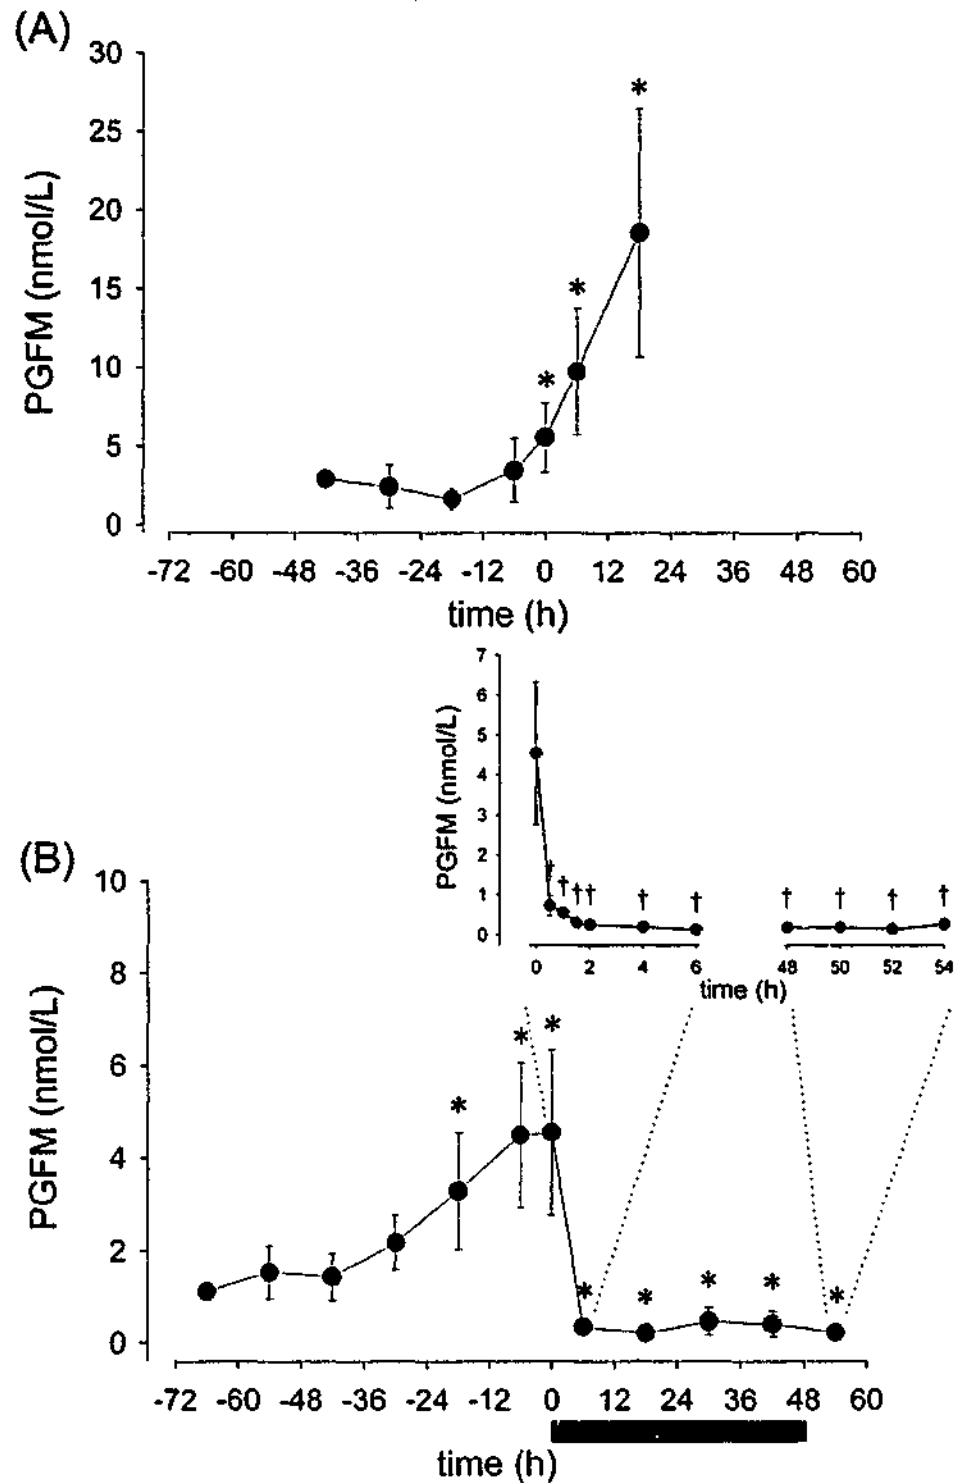 (A)
30
*
25
20
*
15
10
*
5
0
PGFM (nmol/L)
-72 -60 -48 -36 -24 -12 0 12 24 36 48 60
time (h)
7
6
5
4
3
2
1
0
PGFM (nmol/L)
† † † † † † † † † †
0 2 4 6 48 50 52 54
time (h)
(B)
10
8
* *
6
*
4
2
* * * * *
0
PGFM (nmol/L)
-72 -60 -48 -36 -24 -12 0 12 24 36 48 60
time (h)